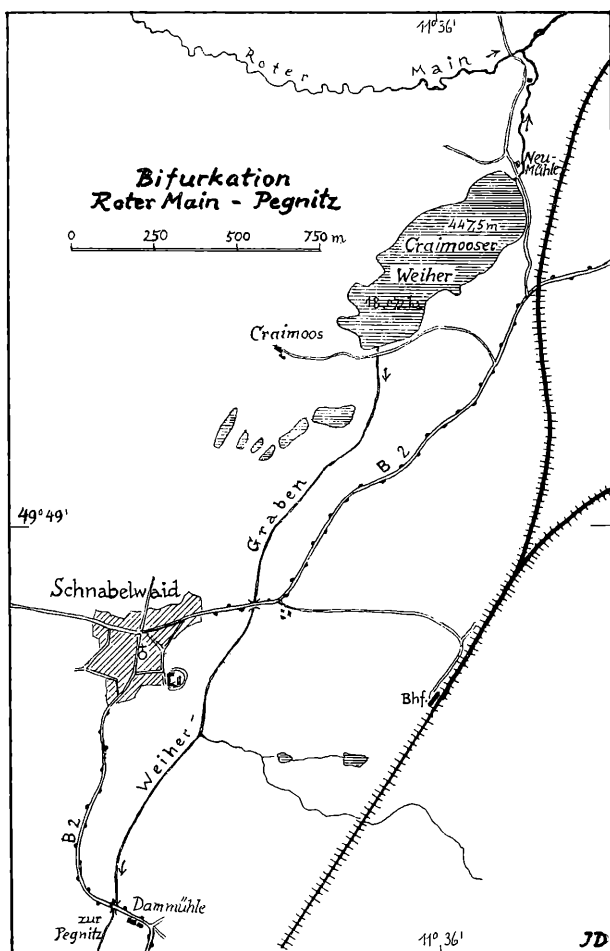 11°36'
Roter Main
Bifurkation
Roter Main - Pegnitz
0 250 500 750 m
Neu-
Mühle
447,5 m
Craimooser
Weiher
Craimoos
B 2
Graben
49°49'
Schnabelwaid
Bhf.
Weiher-
B 2
Dammühle
zur
Pegnitz
11°,36'
JD